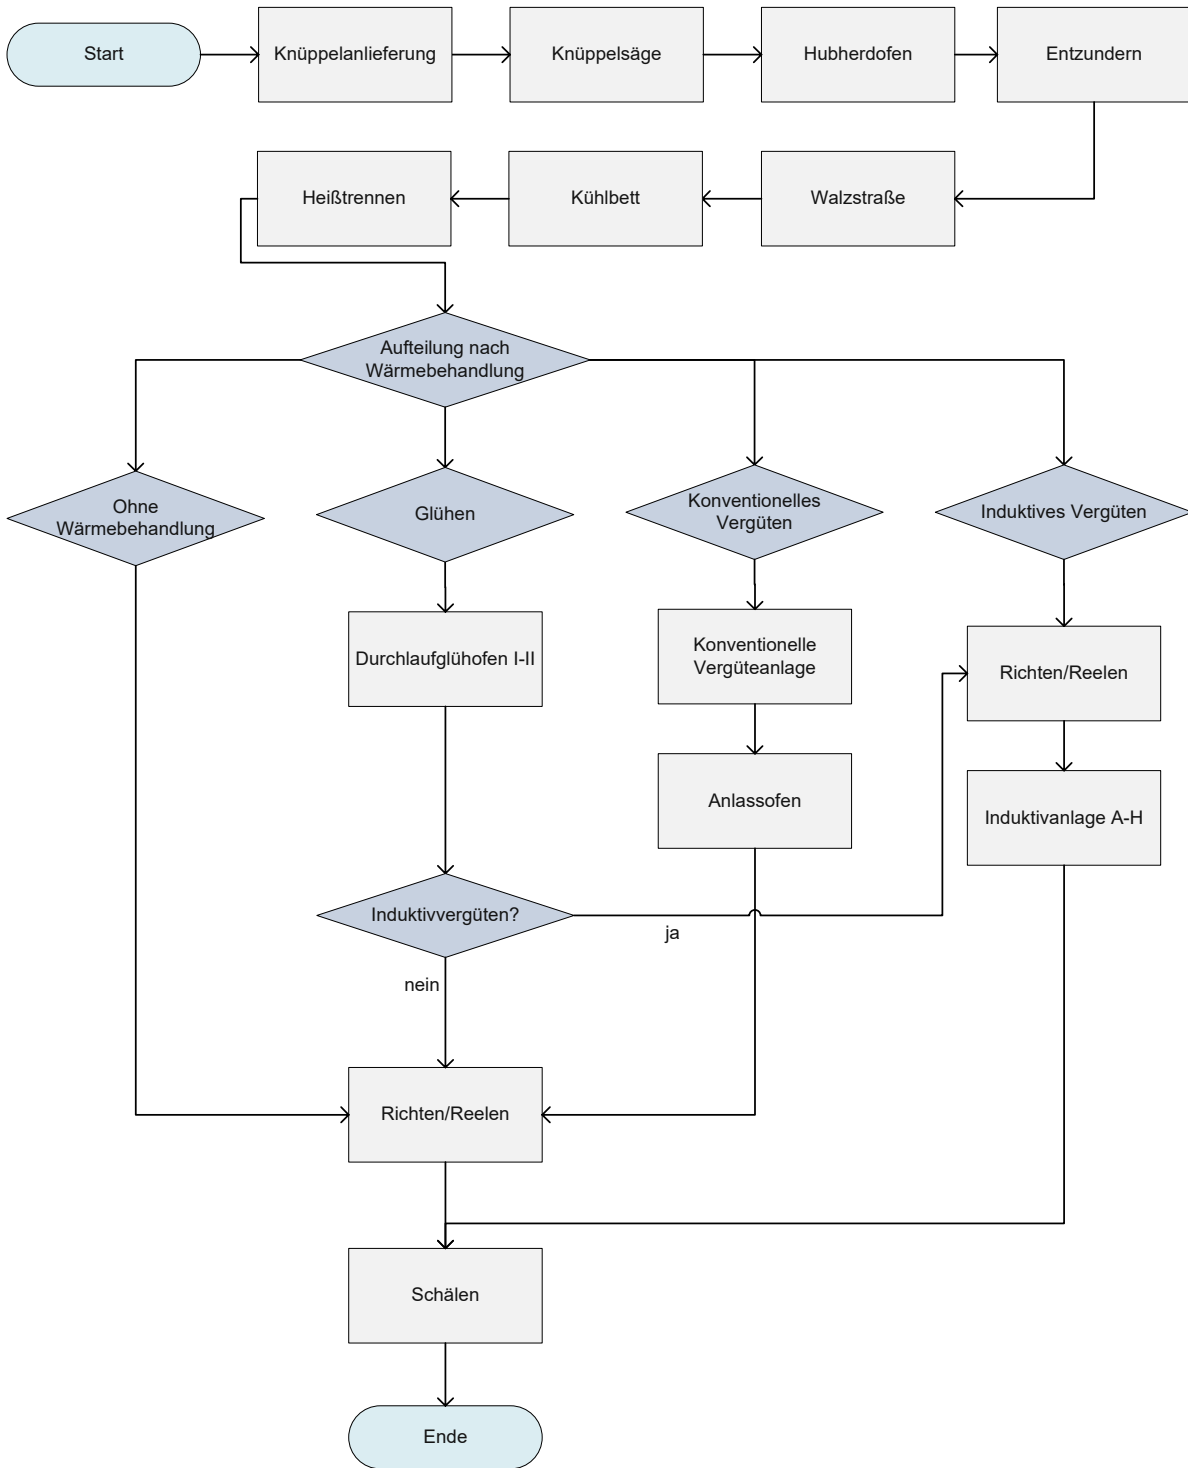 Start
Knüppelanlieferung
Knüppelsäge
Hubherdofen
Entzundern
Heißtrennen
Kühlbett
Walzstraße
Aufteilung nach
Wärmebehandlung
Ohne
Wärmebehandlung
Glühen
Konventionelles
Vergüten
Induktives Vergüten
Durchlaufglühofen I-II
Konventionelle
Vergüteanlage
Richten/Reelen
Anlassofen
Induktivanlage A-H
Induktivvergüten?
ja
nein
Richten/Reelen
Schälen
Ende